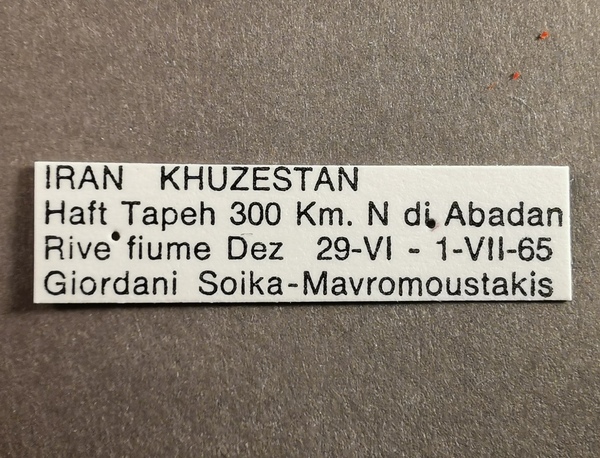 IRAN KHUZESTAN
Haft Tapeh 300 Km. N di Abadan
Rive fiume Dez 29-VI - 1-VII-65
Giordani Soika-Mavromoustakis